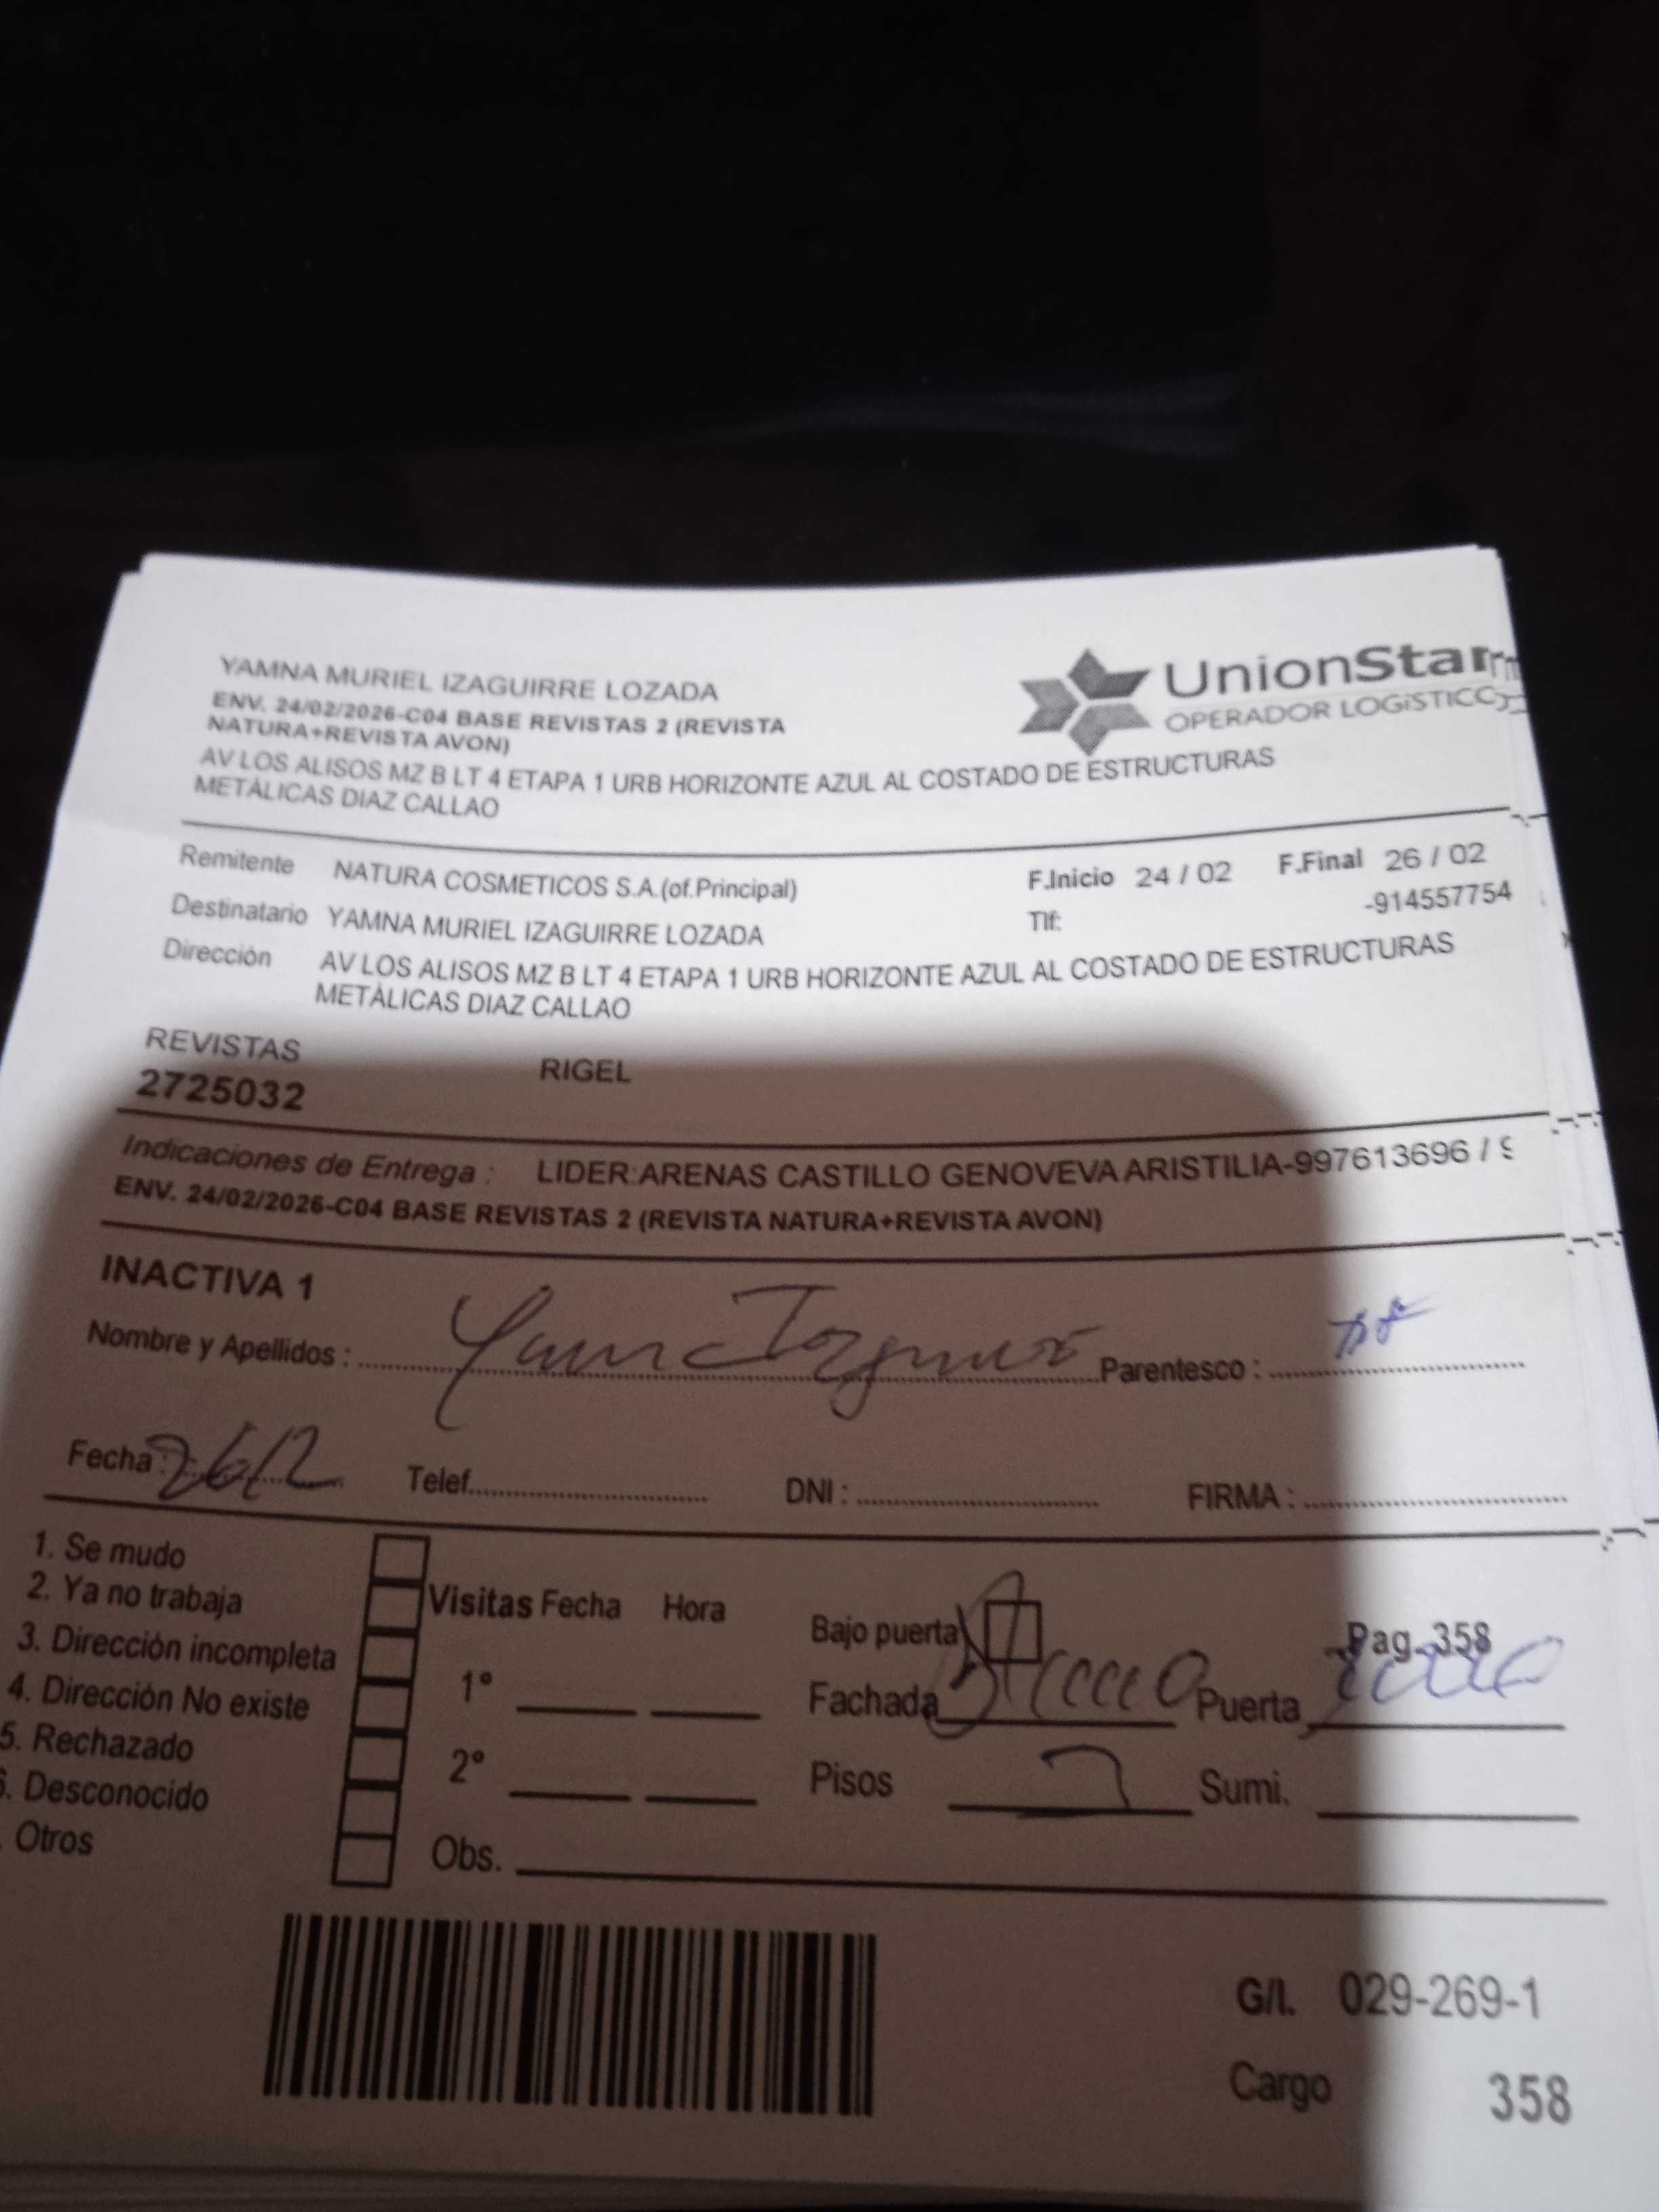 YAMNA MURIEL IZAGUIRRE LOZADA
ENV. 24/02/2026-C04 BASE REVISTAS 2 (REVISTA
NATURA+REVISTA AVON)
AV LOS ALISOS MZ B LT 4 ETAPA 1 URB HORIZONTE AZUL AL COSTADO DE ESTRUCTURAS
METÁLICAS DIAZ CALLAO
UnionStar
OPERADOR LOGíSTICO
Remitente NATURA COSMETICOS S.A.(of.Principal) F.Inicio 24 / 02 F.Final 26 / 02
Destinatario YAMNA MURIEL IZAGUIRRE LOZADA Tlf: -914557754
Dirección AV LOS ALISOS MZ B LT 4 ETAPA 1 URB HORIZONTE AZUL AL COSTADO DE ESTRUCTURAS
METÁLICAS DIAZ CALLAO
REVISTAS RIGEL
2725032
Indicaciones de Entrega : LIDER:ARENAS CASTILLO GENOVEVA ARISTILIA-997613696 / 9
ENV. 24/02/2026-C04 BASE REVISTAS 2 (REVISTA NATURA+REVISTA AVON)
INACTIVA 1
Nombre y Apellidos : Parentesco :
Fecha : 26/2 Telef. DNI : FIRMA :
1. Se mudo
2. Ya no trabaja
3. Dirección incompleta
4. Dirección No existe
5. Rechazado
6. Desconocido
. Otros
Visitas Fecha Hora
1°
2°
Obs.
Bajo puerta Pag. 358
Fachada Puerta
Pisos 2 Sumi.
G/I. 029-269-1
Cargo 358